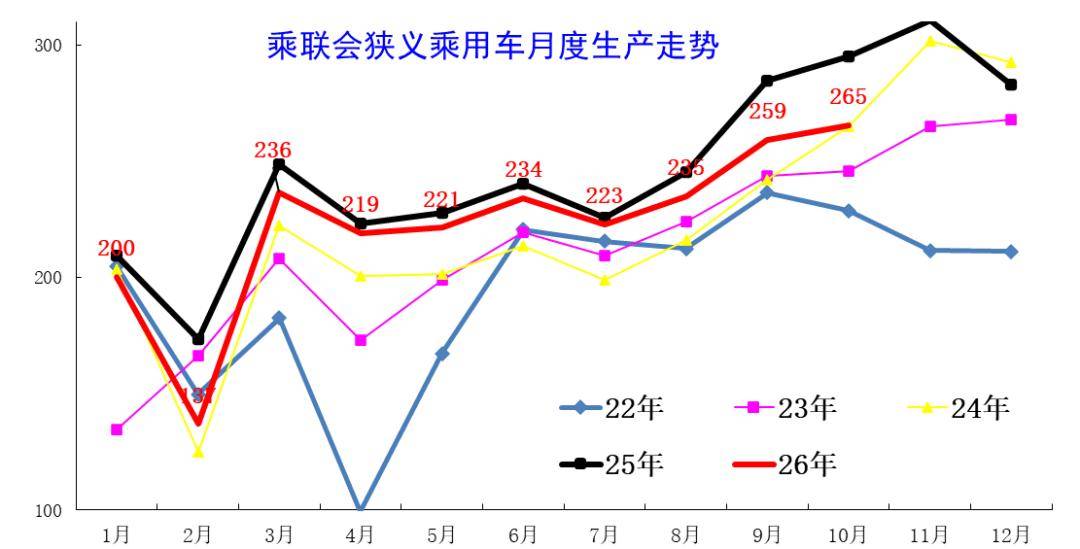 乘联会狭义乘用车月度生产走势
300
200
100
200
137
236
219
221
234
223
235
259
265
22年
23年
24年
25年
26年
1月
2月
3月
4月
5月
6月
7月
8月
9月
10月
11月
12月